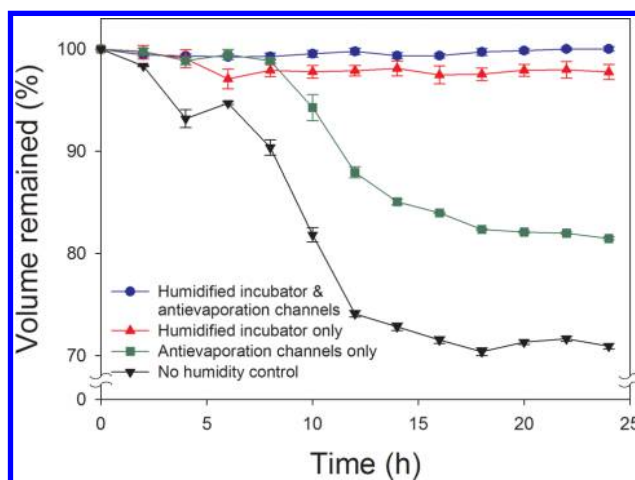 Volume remained (%)
100
90
80
70
0
Humidified incubator &
antievaporation channels
Humidified incubator only
Antievaporation channels only
No humidity control
0 5 10 15 20 25
Time (h)